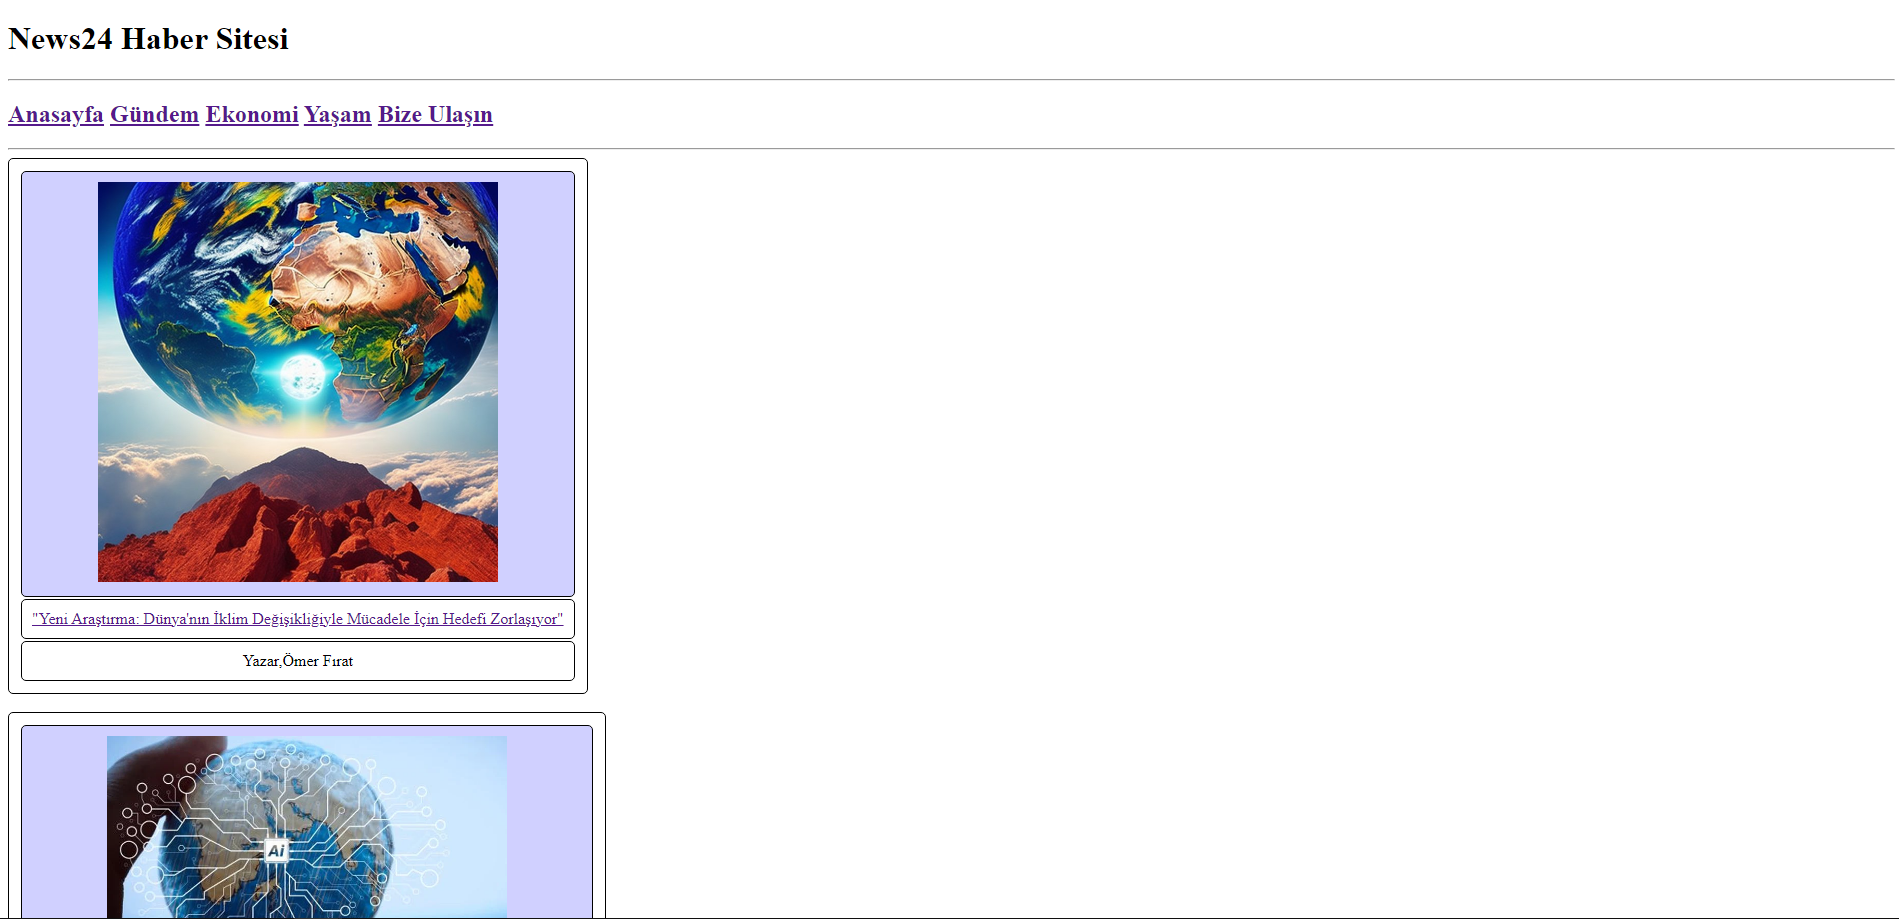 News24 Haber Sitesi
Anasayfa Gündem Ekonomi Yaşam Bize Ulaşın
"Yeni Araştırma: Dünya'nın İklim Değişikliğiyle Mücadele İçin Hedefi Zorlaşıyor"
Yazar,Ömer Fırat
Ai